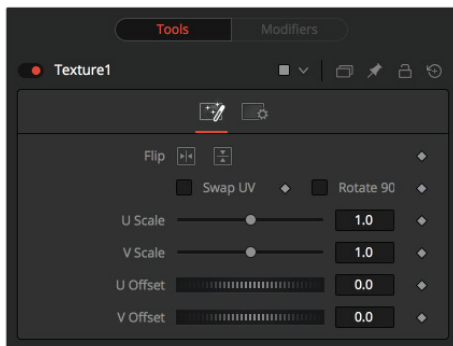 Tools Modifiers
Texture1
Flip
Swap UV Rotate 90
U Scale 1.0
V Scale 1.0
U Offset 0.0
V Offset 0.0